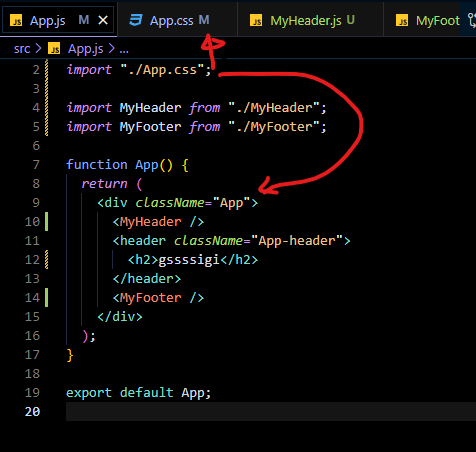 JS App.js M X App.css M JS MyHeader.js U JS MyFoot
src > JS App.js > ...
2 import "./App.css";
3
4 import MyHeader from "./MyHeader";
5 import MyFooter from "./MyFooter";
6
7 function App() {
8 return (
9 <div className="App">
10 <MyHeader />
11 <header className="App-header">
12 <h2>gssssigi</h2>
13 </header>
14 <MyFooter />
15 </div>
16 );
17 }
18
19 export default App;
20